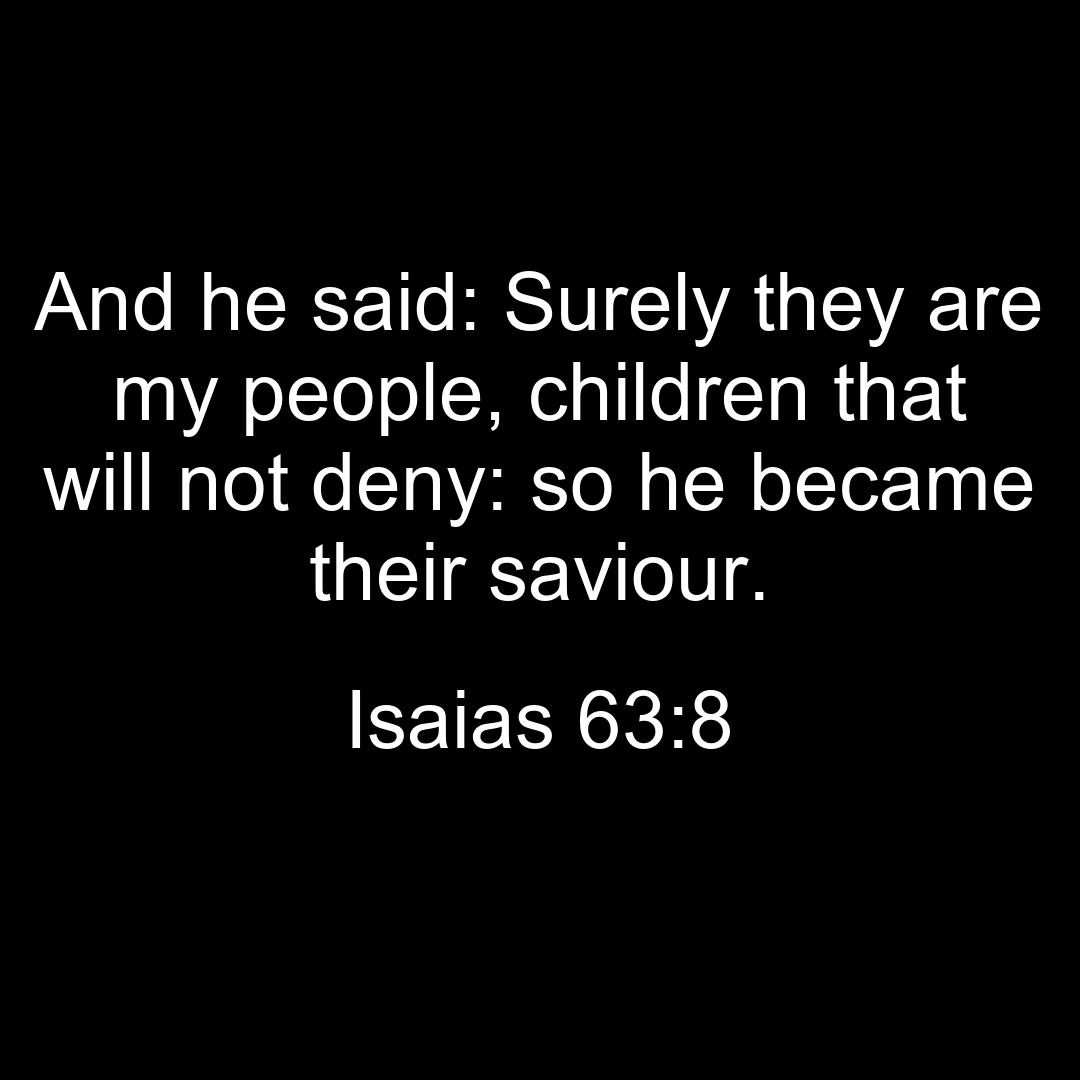 And he said: Surely they are
my people, children that
will not deny: so he became
their saviour.
Isaias 63:8